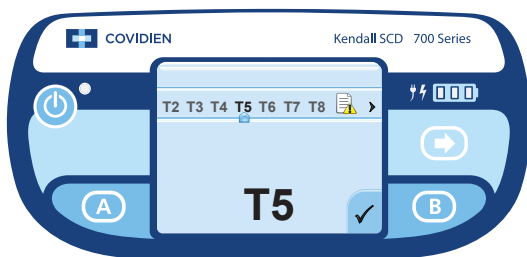 COVIDIEN
Kendall SCD 700 Series
T2 T3 T4 T5 T6 T7 T8
T5
A
B